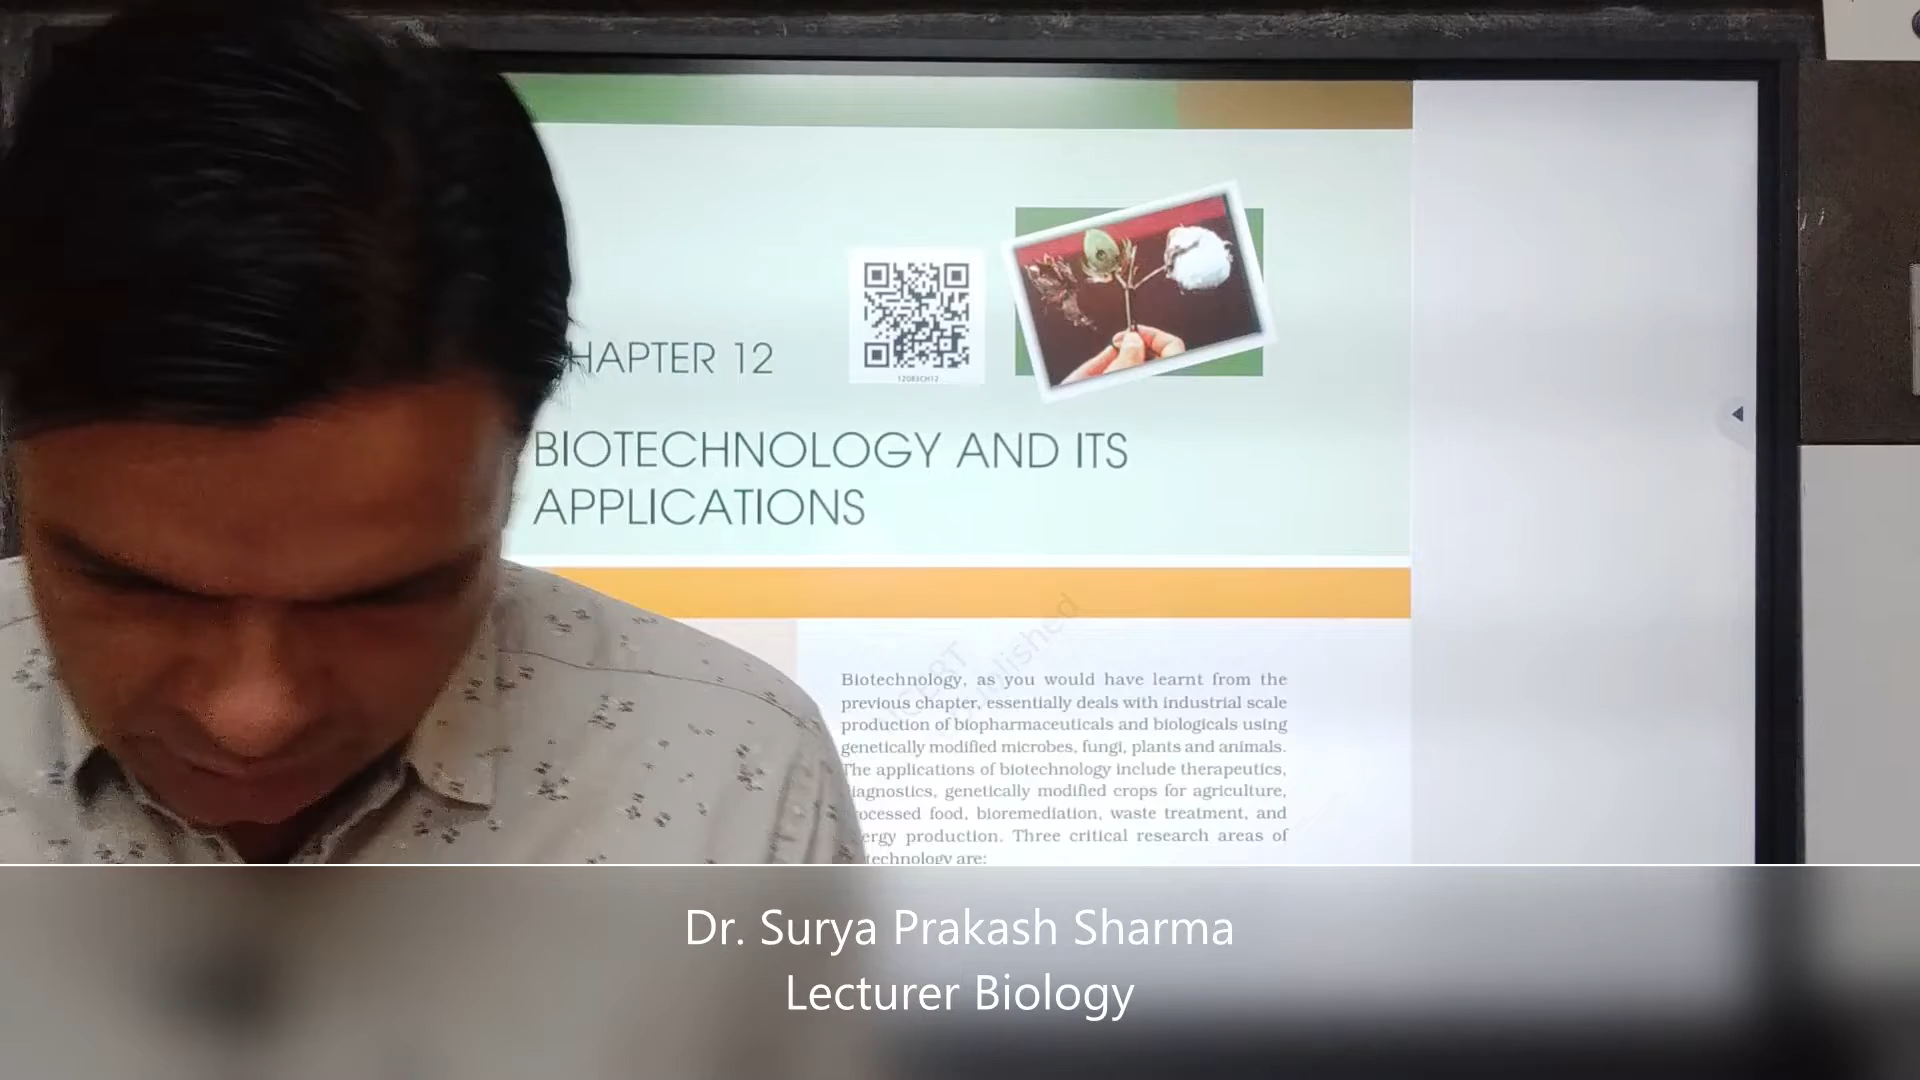 HAPTER 12
12083CH12
BIOTECHNOLOGY AND ITS
APPLICATIONS
Biotechnology, as you would have learnt from the
previous chapter, essentially deals with industrial scale
production of biopharmaceuticals and biologicals using
genetically modified microbes, fungi, plants and animals.
The applications of biotechnology include therapeutics,
iagnostics, genetically modified crops for agriculture,
ocessed food, bioremediation, waste treatment, and
ergy production. Three critical research areas of
technology are:
Dr. Surya Prakash Sharma
Lecturer Biology